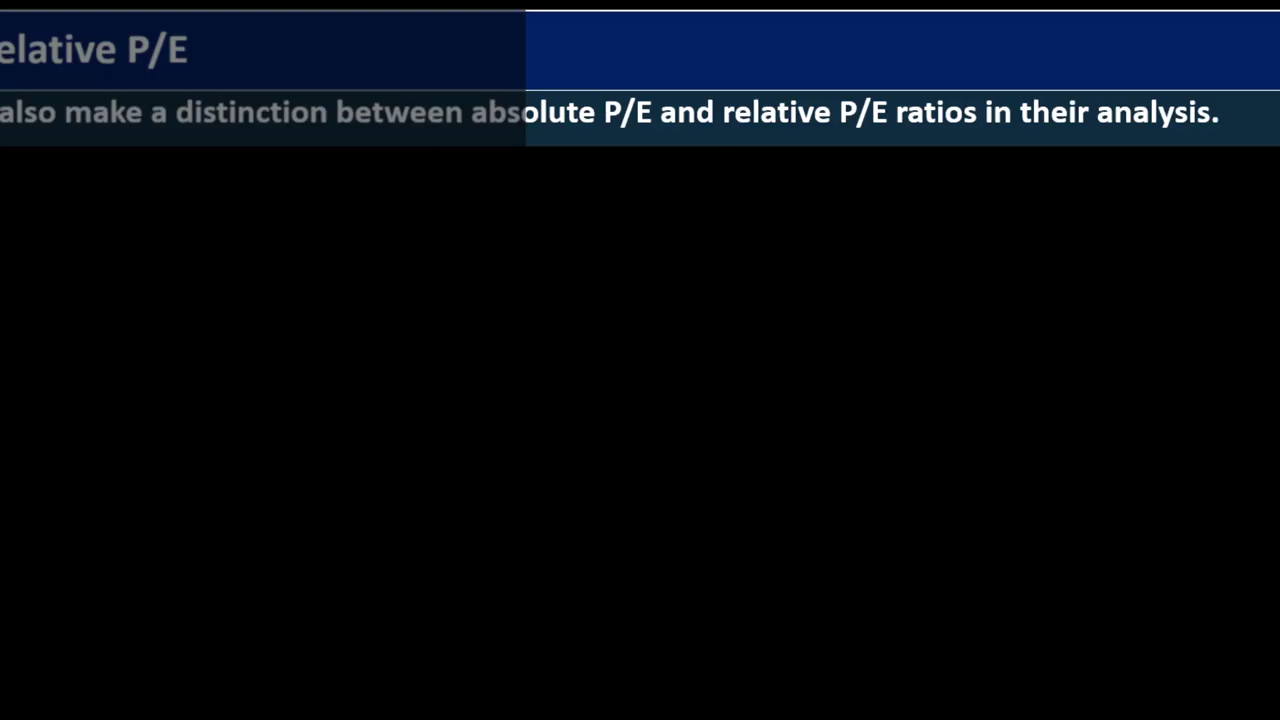 elative P/E
also make a distinction between absolute P/E and relative P/E ratios in their analysis.